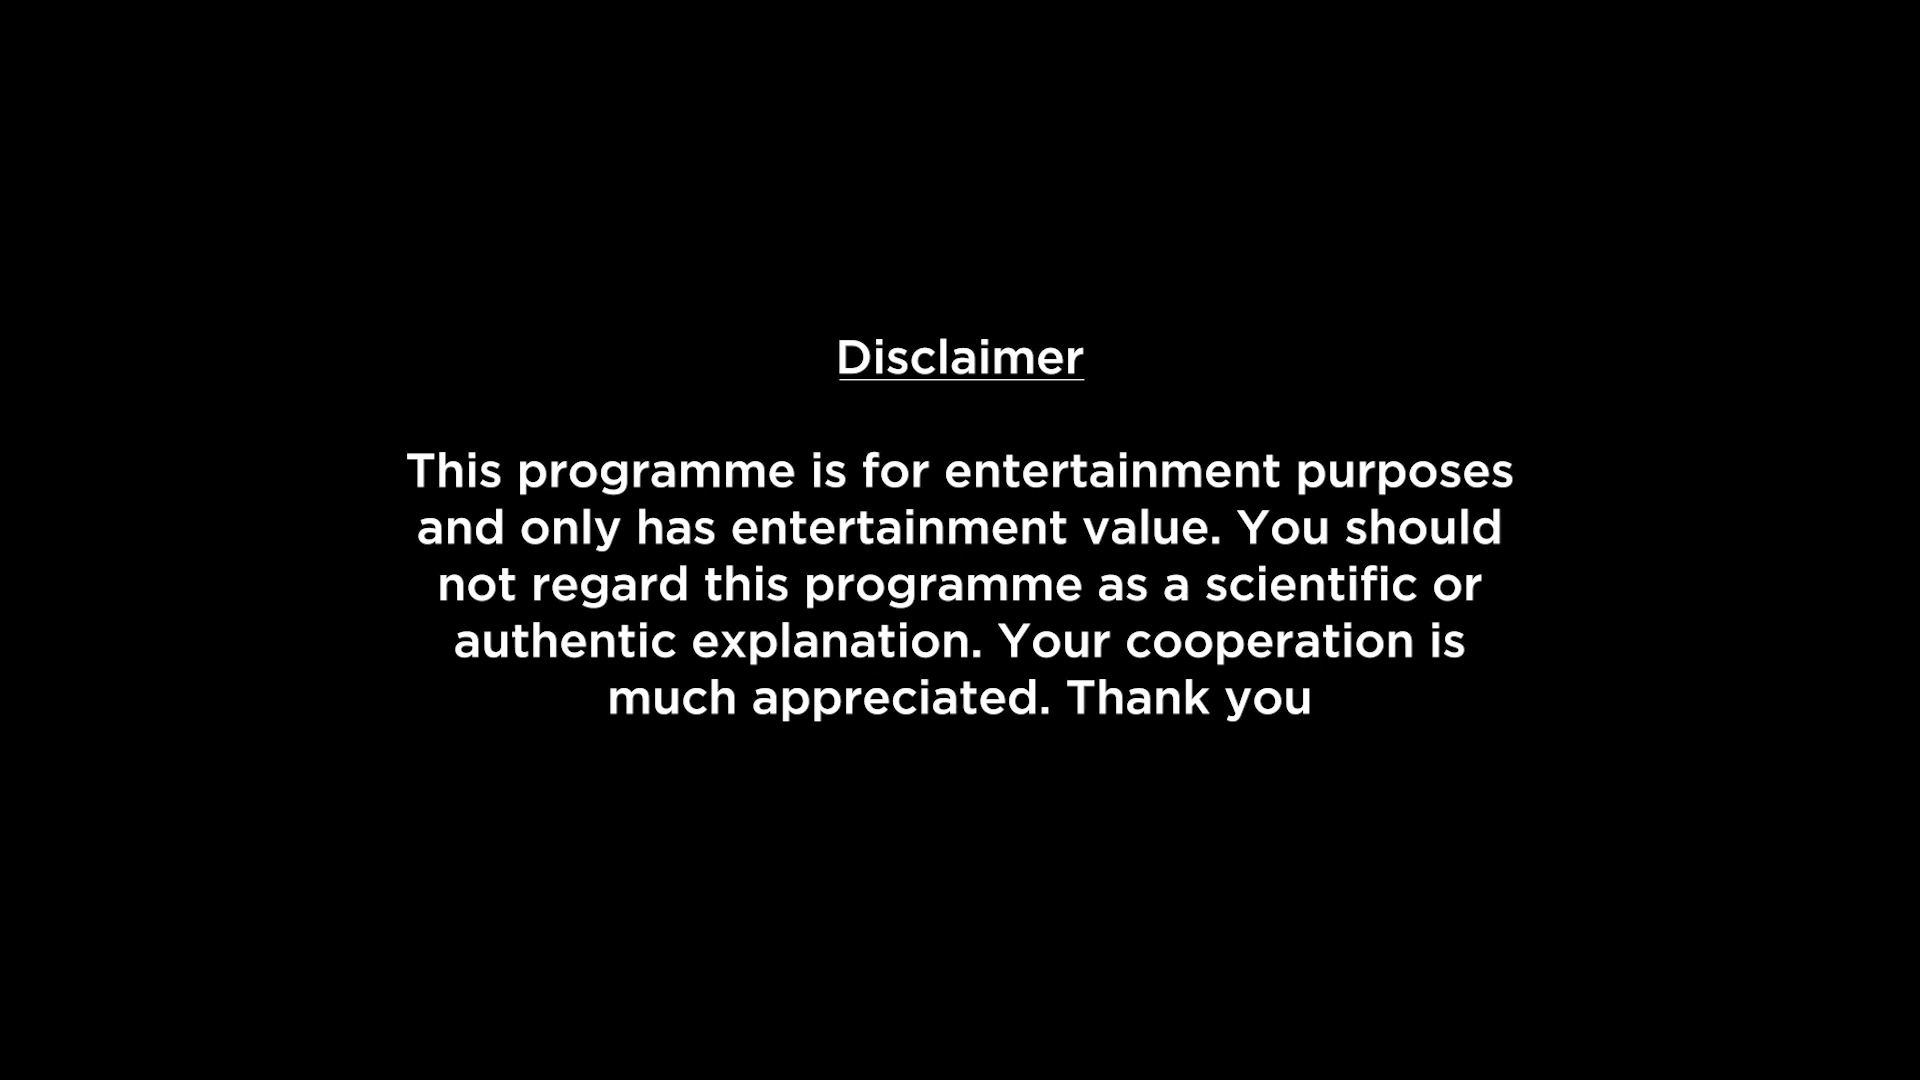 Disclaimer
This programme is for entertainment purposes
and only has entertainment value. You should
not regard this programme as a scientific or
authentic explanation. Your cooperation is
much appreciated. Thank you